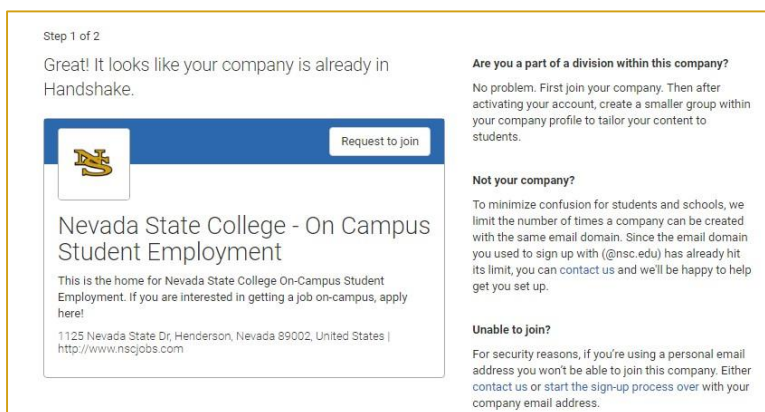 Step 1 of 2
Great! It looks like your company is already in
Handshake.
Request to join
NS
Nevada State College - On Campus
Student Employment
This is the home for Nevada State College On-Campus Student
Employment. If you are interested in getting a job on-campus, apply
here!
1125 Nevada State Dr, Henderson, Nevada 89002, United States |
http://www.nscjobs.com
Are you a part of a division within this company?
No problem. First join your company. Then after
activating your account, create a smaller group within
your company profile to tailor your content to
students.
Not your company?
To minimize confusion for students and schools, we
limit the number of times a company can be created
with the same email domain. Since the email domain
you used to sign up with (@nsc.edu) has already hit
its limit, you can contact us and we'll be happy to help
get you set up.
Unable to join?
For security reasons, if you're using a personal email
address you won't be able to join this company. Either
contact us or start the sign-up process over with your
company email address.